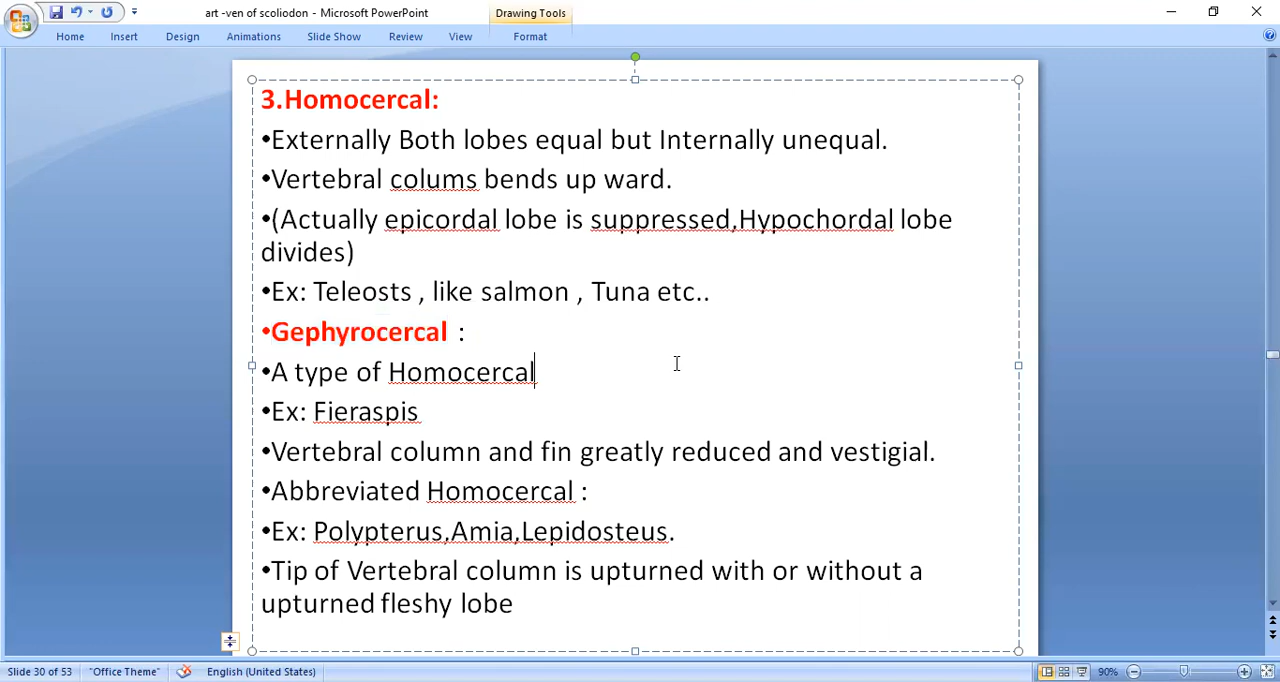 art -ven of scoliodon - Microsoft PowerPoint
Drawing Tools
Home Insert Design Animations Slide Show Review View Format
3.Homocercal:
•Externally Both lobes equal but Internally unequal.
•Vertebral colums bends up ward.
•(Actually epicordal lobe is suppressed,Hypochordal lobe
divides)
•Ex: Teleosts , like salmon , Tuna etc..
•Gephyrocercal :
•A type of Homocercal
•Ex: Fieraspis
•Vertebral column and fin greatly reduced and vestigial.
•Abbreviated Homocercal :
•Ex: Polypterus,Amia,Lepidosteus.
•Tip of Vertebral column is upturned with or without a
upturned fleshy lobe
Slide 30 of 53 "Office Theme" English (United States) 90%